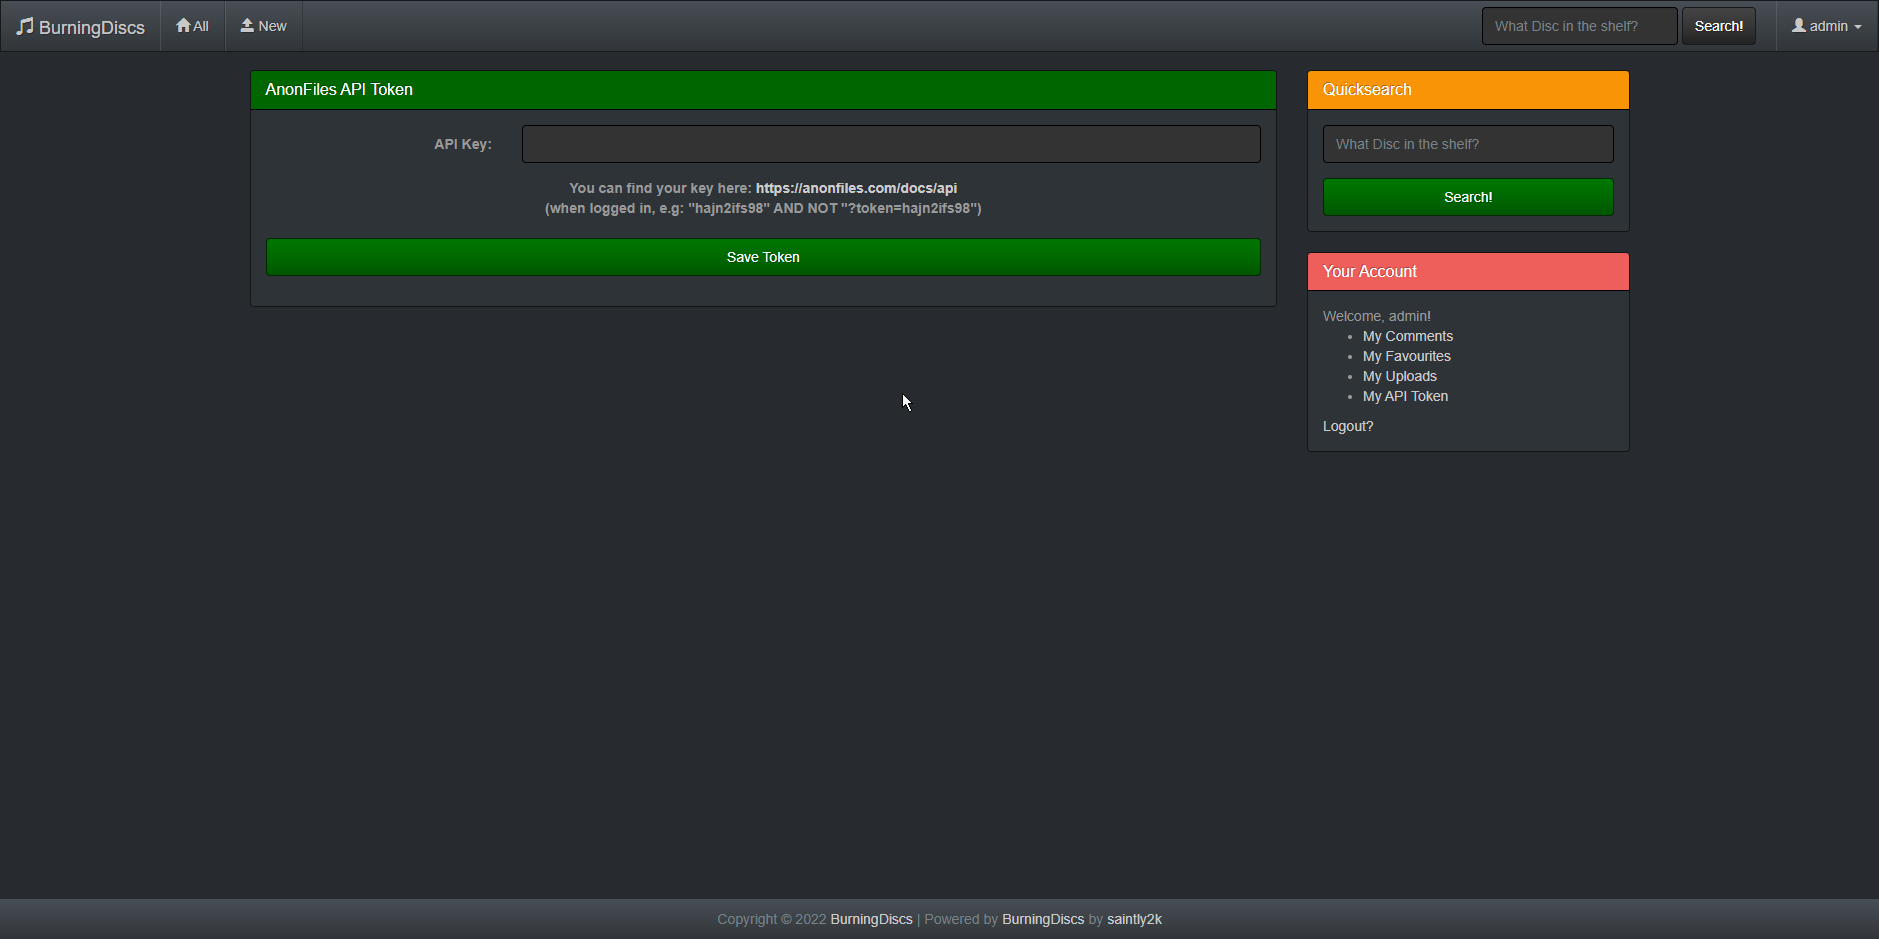 BurningDiscs
All
New
What Disc in the shelf?
Search!
admin
AnonFiles API Token
API Key:
You can find your key here: https://anonfiles.com/docs/api
(when logged in, e.g: "hajn2ifs98" AND NOT "?token=hajn2ifs98")
Save Token
Quicksearch
What Disc in the shelf?
Search!
Your Account
Welcome, admin!
My Comments
My Favourites
My Uploads
My API Token
Logout?
Copyright © 2022 BurningDiscs | Powered by BurningDiscs by saintly2k